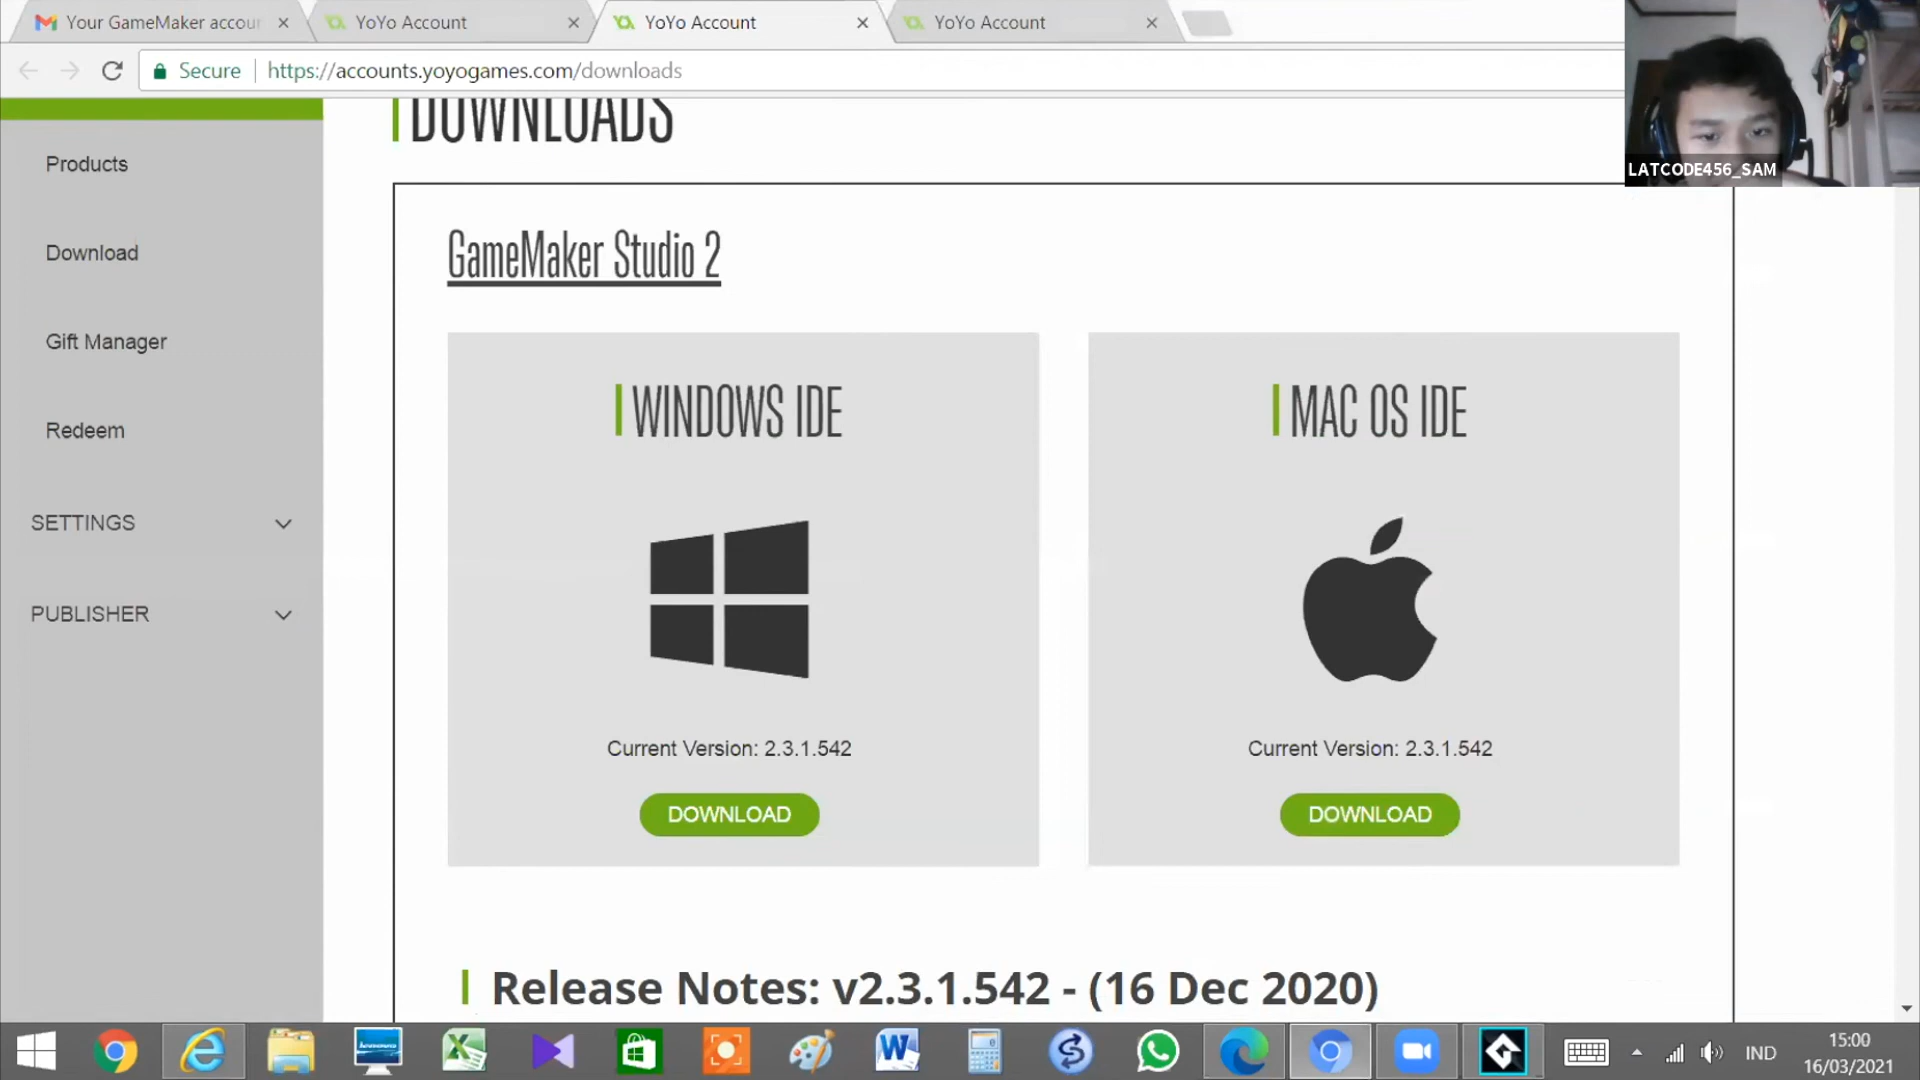 Your GameMaker accou
YoYo Account
YoYo Account
YoYo Account
Secure
https://accounts.yoyogames.com/downloads
LATCODE456_SAM
DOWNLOADS
Products
Download
Gift Manager
Redeem
SETTINGS
PUBLISHER
GameMaker Studio 2
WINDOWS IDE
Current Version: 2.3.1.542
DOWNLOAD
MAC OS IDE
Current Version: 2.3.1.542
DOWNLOAD
Release Notes: v2.3.1.542 - (16 Dec 2020)
IND
15:00
16/03/2021